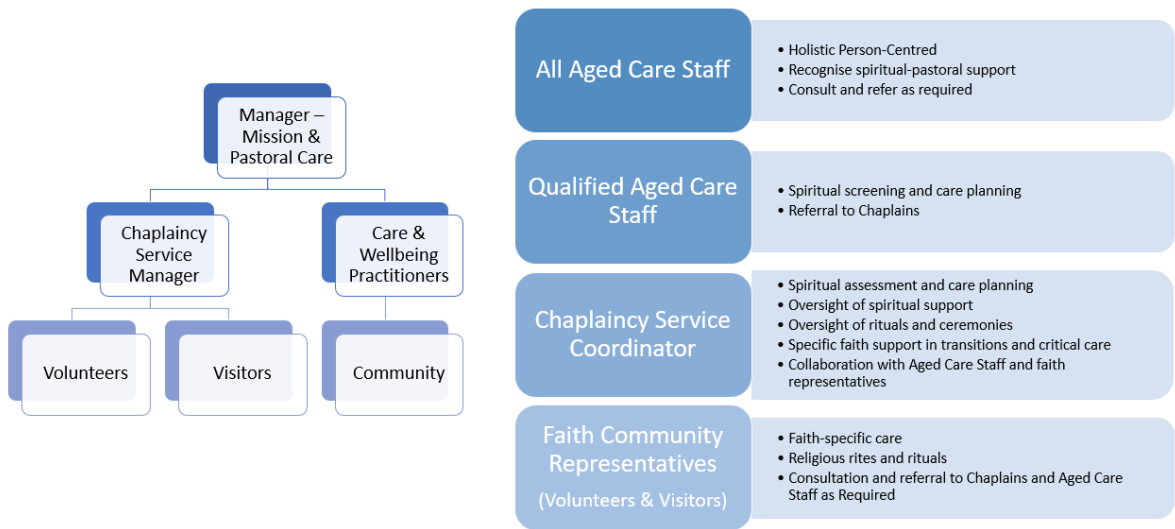 Manager –
Mission &
Pastoral Care
Chaplaincy
Service
Manager
Care &
Wellbeing
Practitioners
Volunteers
Visitors
Community
All Aged Care Staff
• Holistic Person-Centred
• Recognise spiritual-pastoral support
• Consult and refer as required
Qualified Aged Care
Staff
• Spiritual screening and care planning
• Referral to Chaplains
Chaplaincy Service
Coordinator
• Spiritual assessment and care planning
• Oversight of spiritual support
• Oversight of rituals and ceremonies
• Specific faith support in transitions and critical care
• Collaboration with Aged Care Staff and faith
representatives
Faith Community
Representatives
(Volunteers & Visitors)
• Faith-specific care
• Religious rites and rituals
• Consultation and referral to Chaplains and Aged Care
Staff as Required